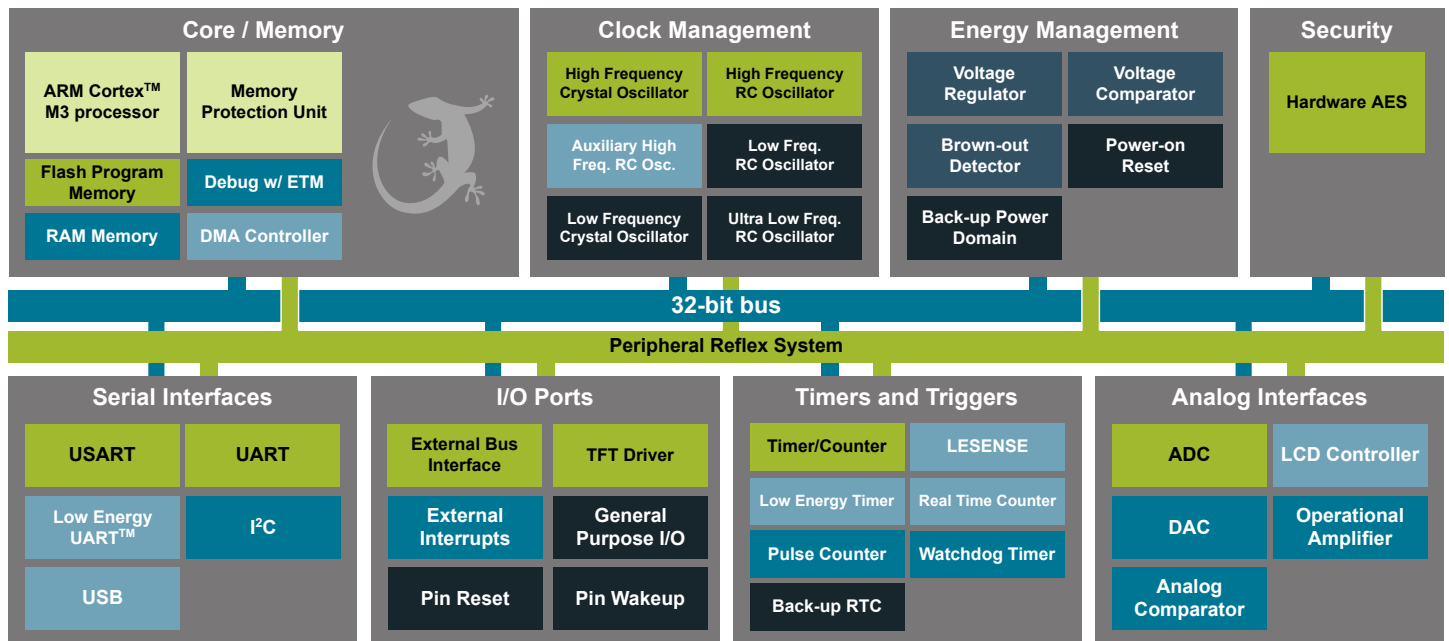 Core / Memory
ARM Cortex™
M3 processor
Memory
Protection Unit
Flash Program
Memory
Debug w/ ETM
RAM Memory
DMA Controller
Clock Management
High Frequency
Crystal Oscillator
High Frequency
RC Oscillator
Auxiliary High
Freq. RC Osc.
Low Freq.
RC Oscillator
Low Frequency
Crystal Oscillator
Ultra Low Freq.
RC Oscillator
Energy Management
Voltage
Regulator
Voltage
Comparator
Brown-out
Detector
Power-on
Reset
Back-up Power
Domain
Security
Hardware AES
32-bit bus
Peripheral Reflex System
Serial Interfaces
USART
UART
Low Energy
UART™
I²C
USB
I/O Ports
External Bus
Interface
TFT Driver
External
Interrupts
General
Purpose I/O
Pin Reset
Pin Wakeup
Timers and Triggers
Timer/Counter
LESENSE
Low Energy Timer
Real Time Counter
Pulse Counter
Watchdog Timer
Back-up RTC
Analog Interfaces
ADC
LCD Controller
DAC
Operational
Amplifier
Analog
Comparator